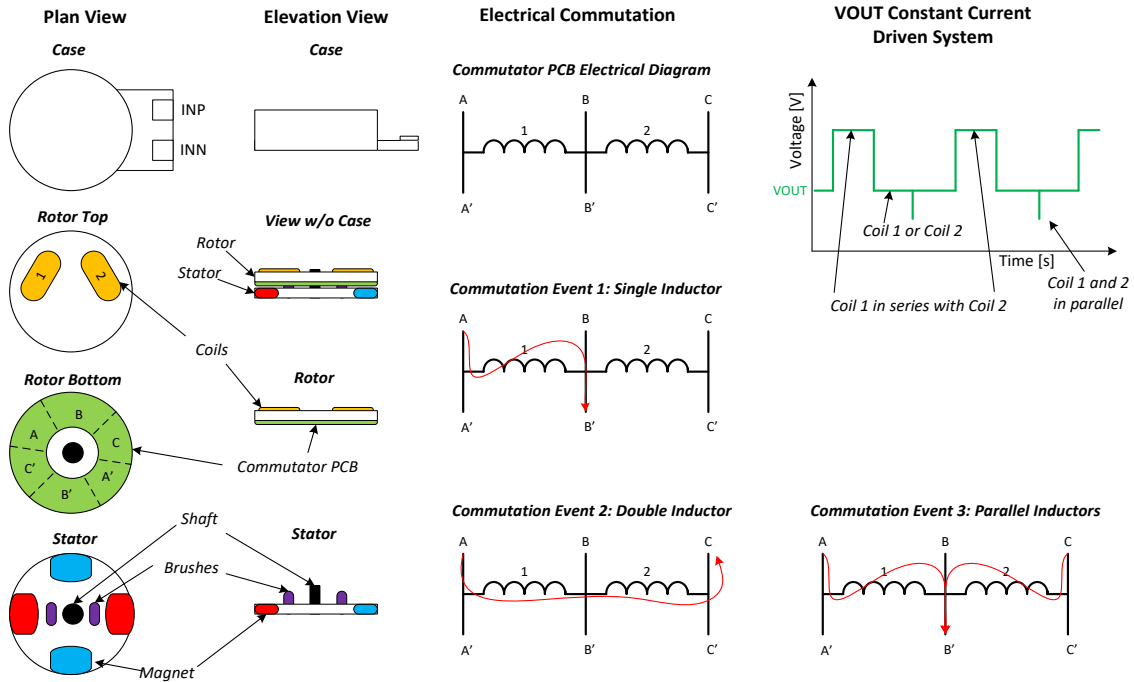 Plan View
Case
INP
INN
Rotor Top
1
2
Coils
Rotor Bottom
B
A
C
C'
A'
B'
Stator
Elevation View
Case
View w/o Case
Rotor
Stator
Rotor
Commutator PCB
Shaft
Stator
Brushes
Magnet
Electrical Commutation
Commutator PCB Electrical Diagram
A
B
C
1
2
A'
B'
C'
Commutation Event 1: Single Inductor
A
B
C
1
2
A'
B'
C'
Commutation Event 2: Double Inductor
A
B
C
1
2
A'
B'
C'
VOUT Constant Current
Driven System
Voltage [V]
VOUT
Coil 1 or Coil 2
Time [s]
Coil 1 in series with Coil 2
Coil 1 and 2
in parallel
Commutation Event 3: Parallel Inductors
A
B
C
1
2
A'
B'
C'